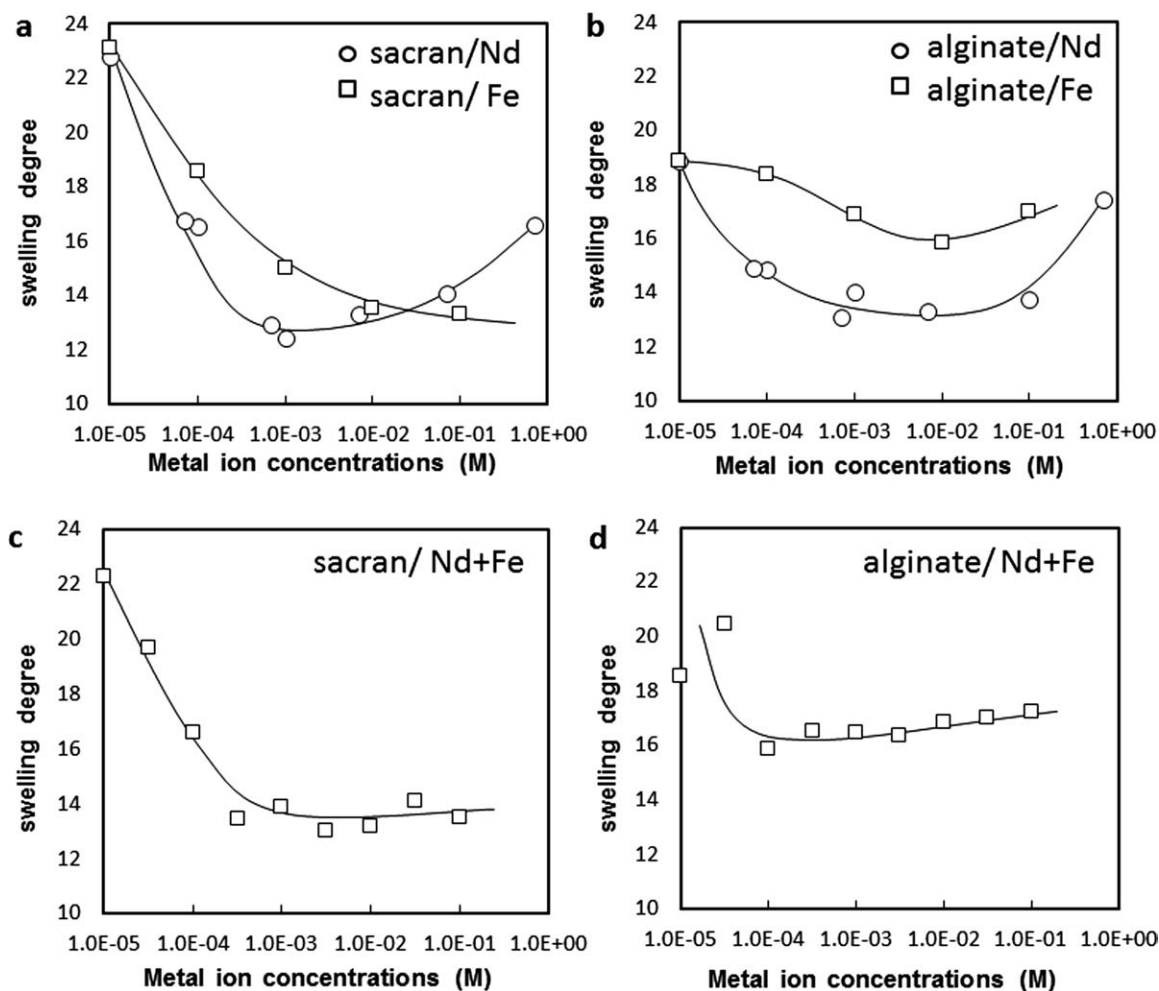 a
sacran/Nd
sacran/ Fe
swelling degree
24
22
20
18
16
14
12
10
1.0E-05 1.0E-04 1.0E-03 1.0E-02 1.0E-01 1.0E+00
Metal ion concentrations (M)
b
alginate/Nd
alginate/Fe
swelling degree
24
22
20
18
16
14
12
10
1.0E-05 1.0E-04 1.0E-03 1.0E-02 1.0E-01 1.0E+00
Metal ion concentrations (M)
c
sacran/ Nd+Fe
swelling degree
24
22
20
18
16
14
12
10
1.0E-05 1.0E-04 1.0E-03 1.0E-02 1.0E-01 1.0E+00
Metal ion concentrations (M)
d
alginate/ Nd+Fe
swelling degree
24
22
20
18
16
14
12
10
1.0E-05 1.0E-04 1.0E-03 1.0E-02 1.0E-01 1.0E+00
Metal ion concentrations (M)